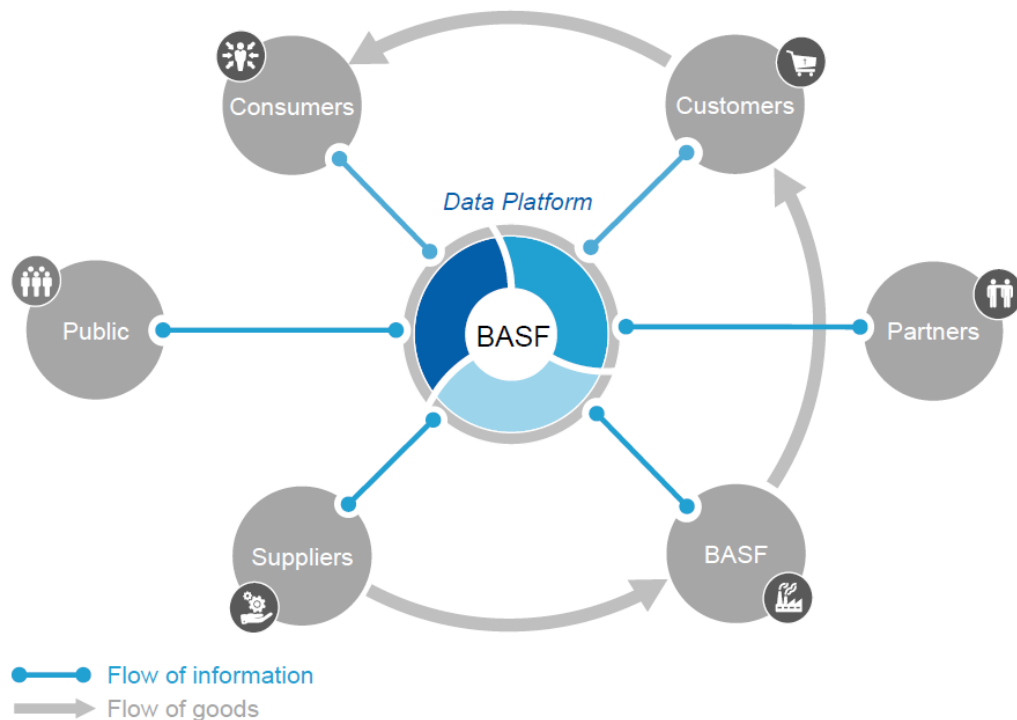 Consumers
Customers
Data Platform
Public
BASF
Partners
Suppliers
BASF
Flow of information
Flow of goods